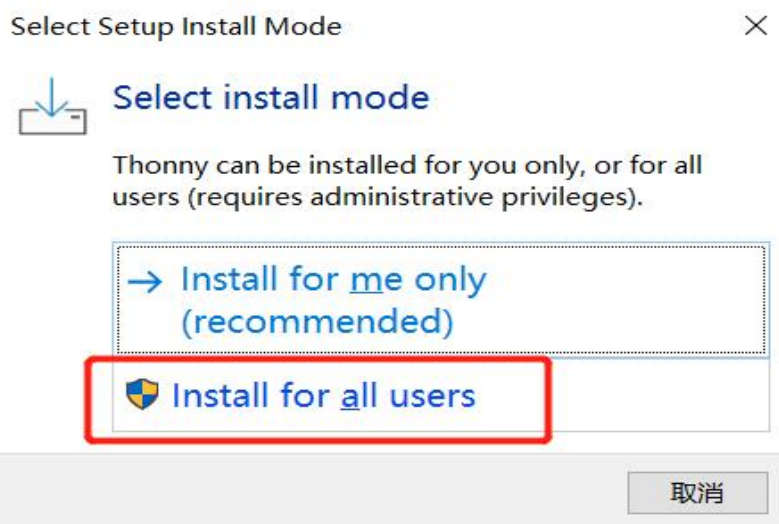 Select Setup Install Mode
Select install mode
Thonny can be installed for you only, or for all
users (requires administrative privileges).
Install for me only
(recommended)
Install for all users
取消